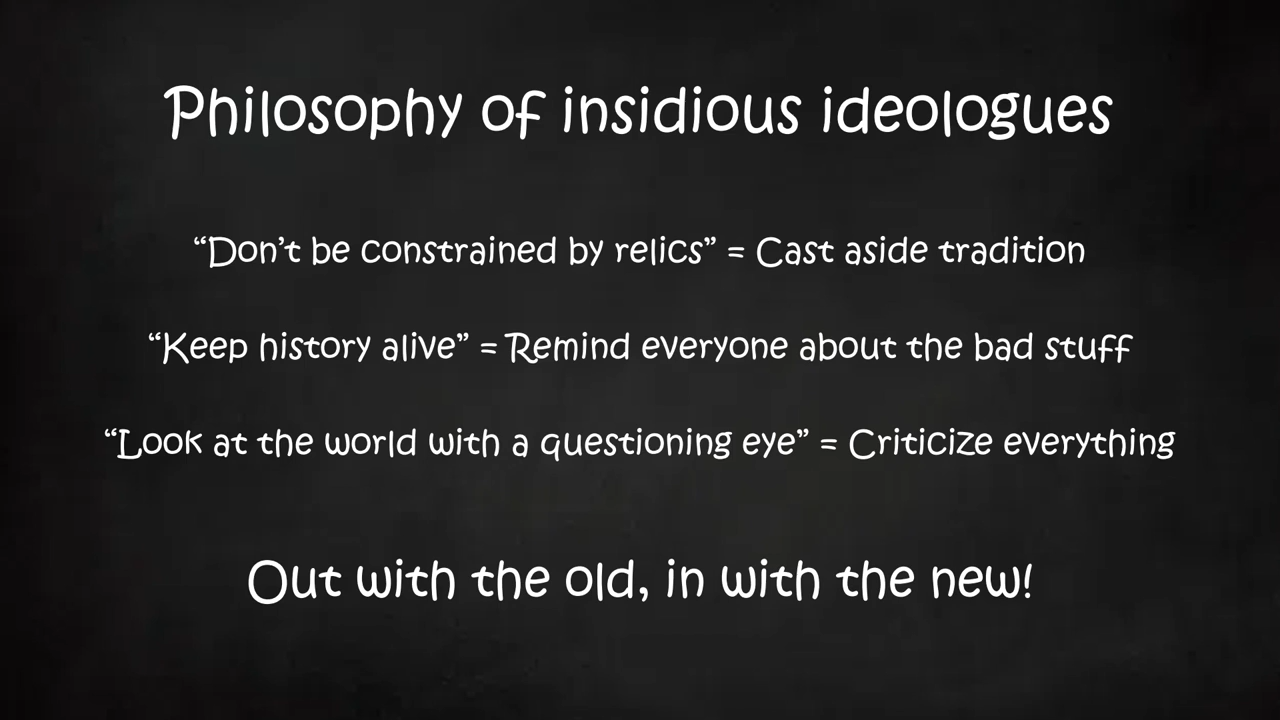 Philosophy of insidious ideologues
“Don’t be constrained by relics” = Cast aside tradition
“Keep history alive” = Remind everyone about the bad stuff
“Look at the world with a questioning eye” = Criticize everything
Out with the old, in with the new!